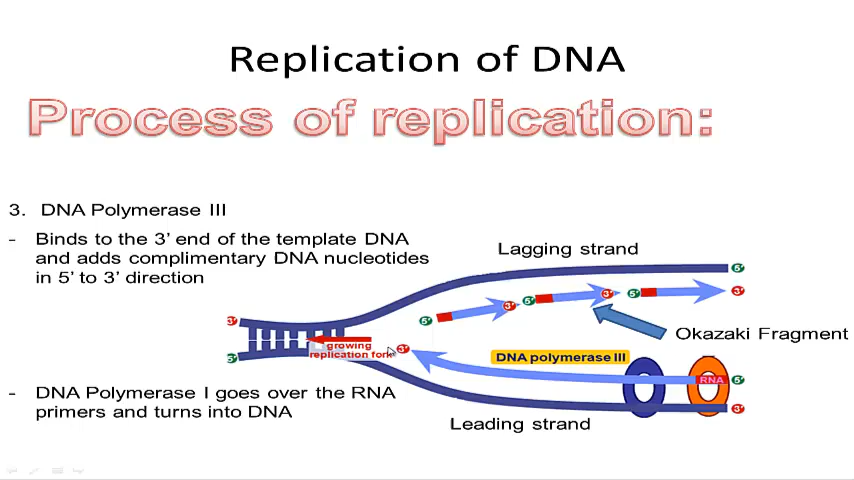 Replication of DNA
Process of replication:
3. DNA Polymerase III
- Binds to the 3' end of the template DNA
and adds complimentary DNA nucleotides
in 5' to 3' direction
Lagging strand
5'
3'
5'
3'
5'
3'
5'
3'
3'
5'
growing
replication fork
3'
Okazaki Fragment
DNA polymerase III
RNA
5'
3'
Leading strand
- DNA Polymerase I goes over the RNA
primers and turns into DNA